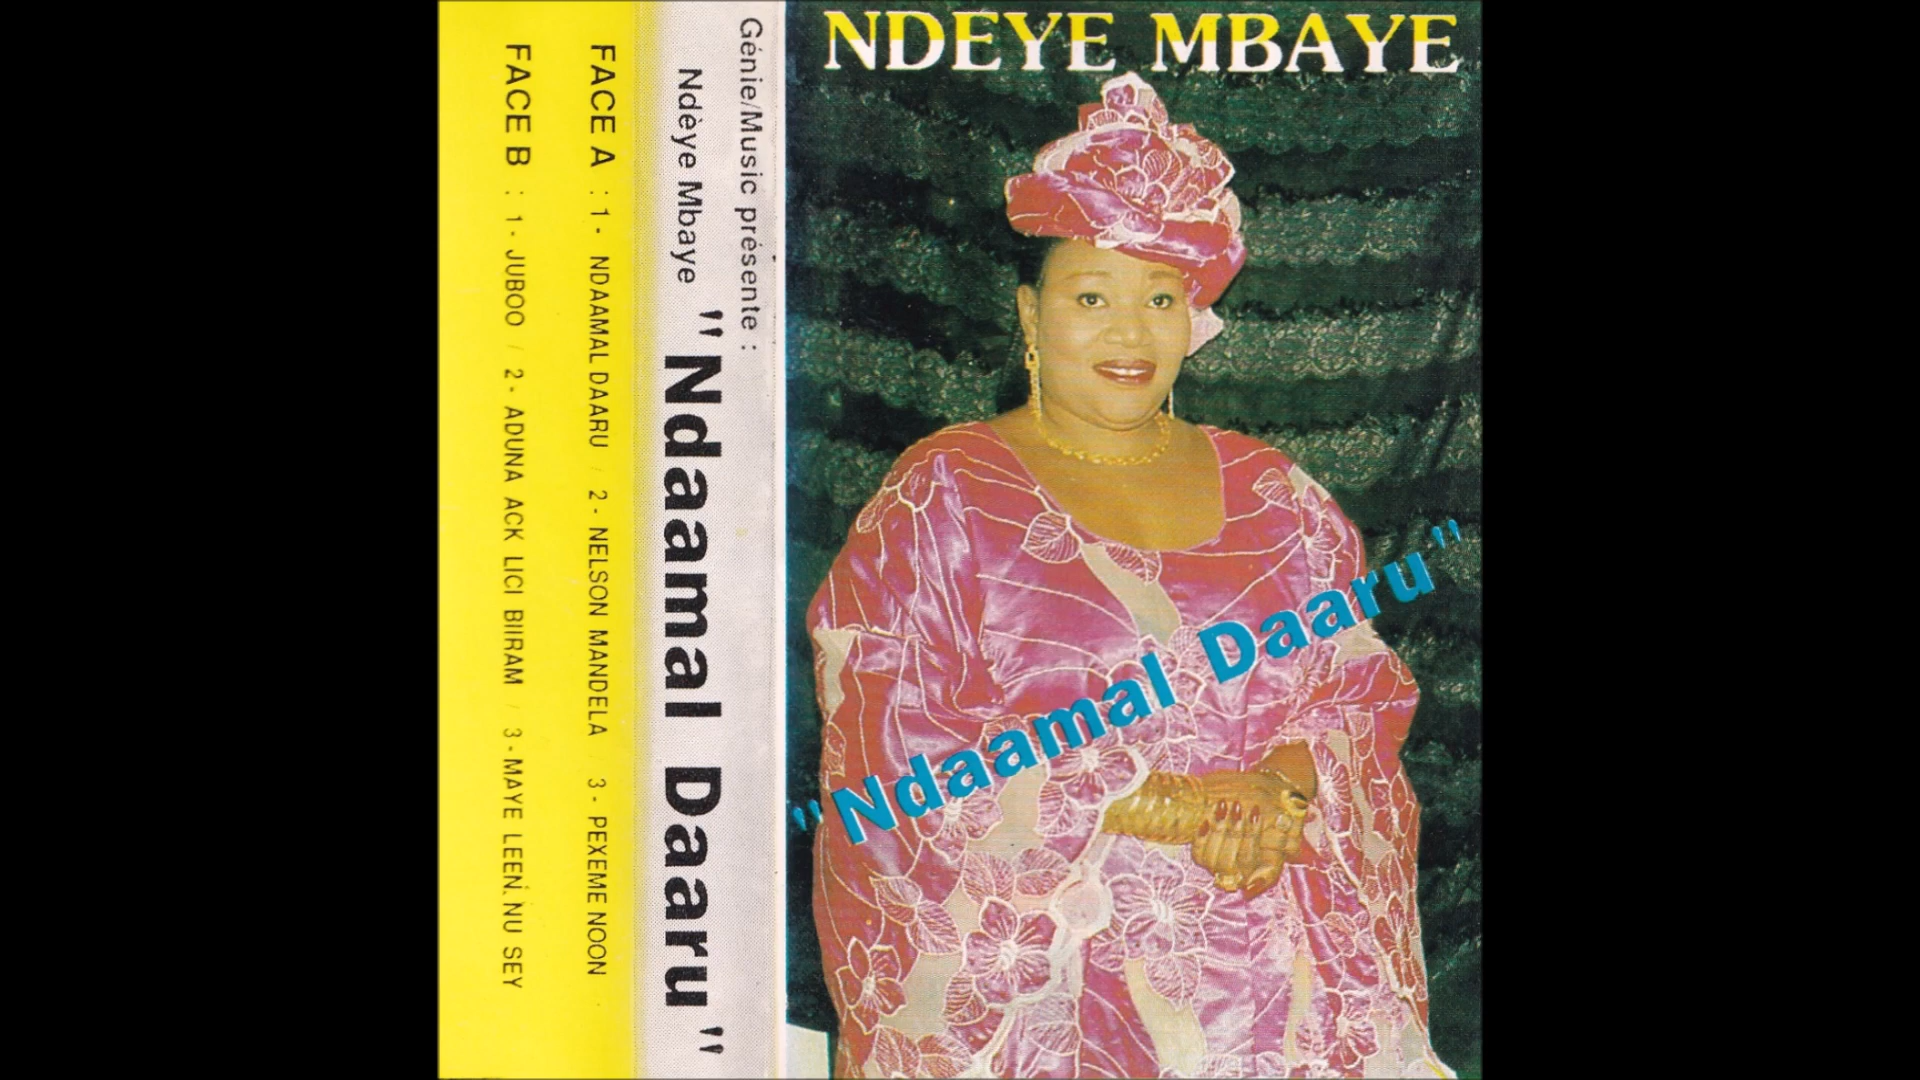 NDEYE MBAYE
"Ndaamal Daaru"
Génie/Music présente :
Ndèye Mbaye "Ndaamal Daaru"
FACE A : 1 - NDAAMAL DAARU / 2 - NELSON MANDELA / 3 - PEXEME NOON
FACE B : 1 - JUBOO / 2 - ADUNA ACK LICI BIIRAM / 3 - MAYE LEEN. NU SEY